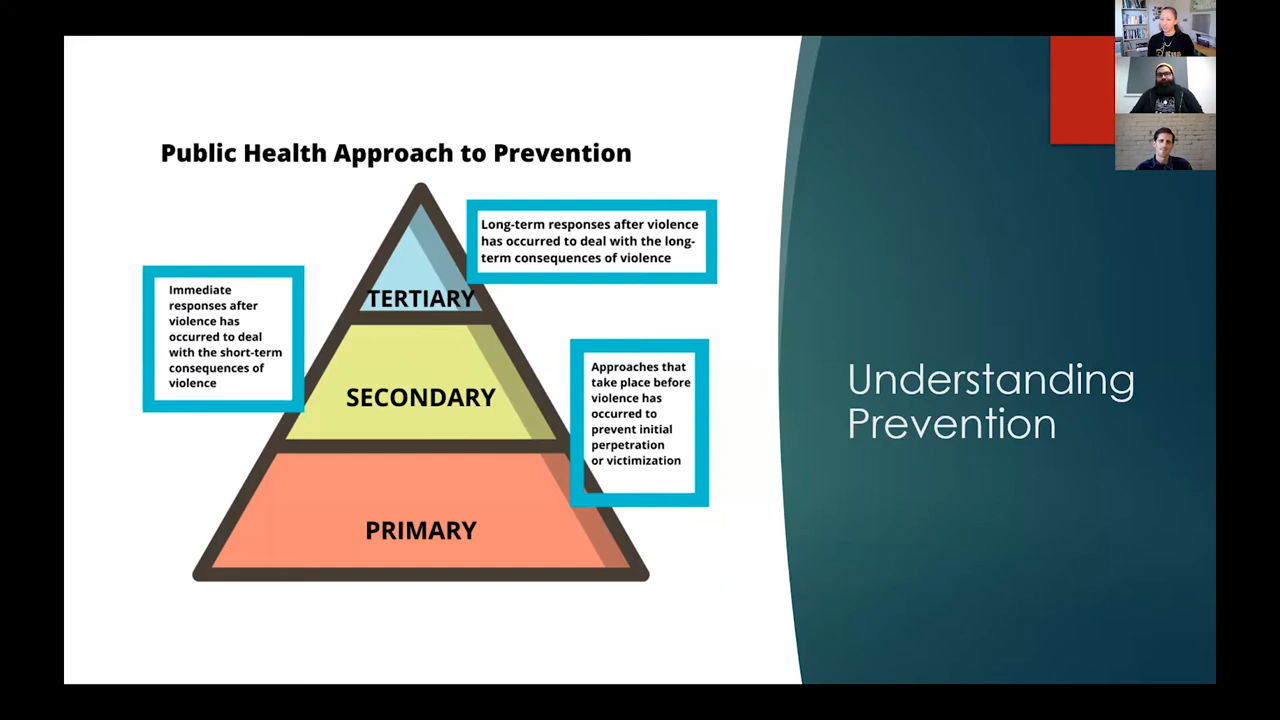 Public Health Approach to Prevention
Long-term responses after violence
has occurred to deal with the long-
term consequences of violence
TERTIARY
Immediate
responses after
violence has
occurred to deal
with the short-term
consequences of
violence
SECONDARY
Approaches that
take place before
violence has
occurred to
prevent initial
perpetration
or victimization
PRIMARY
Understanding
Prevention